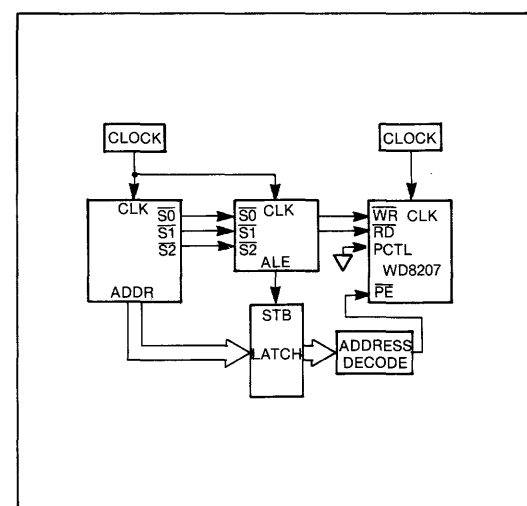 CLOCK
CLOCK
CLK
S0
S1
S2
ADDR
S0
CLK
S1
S2
ALE
WR CLK
RD
PCTL
WD8207
PE
STB
LATCH
ADDRESS
DECODE